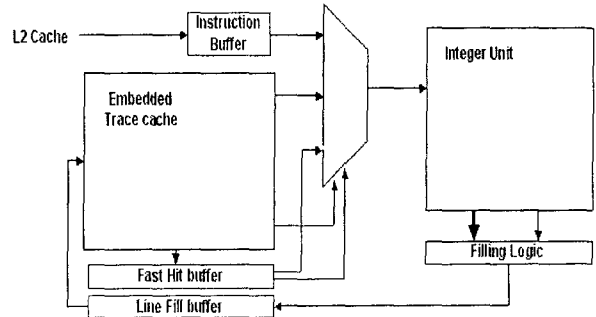 L2 Cache
Instruction
Buffer
Integer Unit
Embedded
Trace cache
Fast Hit buffer
Filling Logic
Line Fill buffer